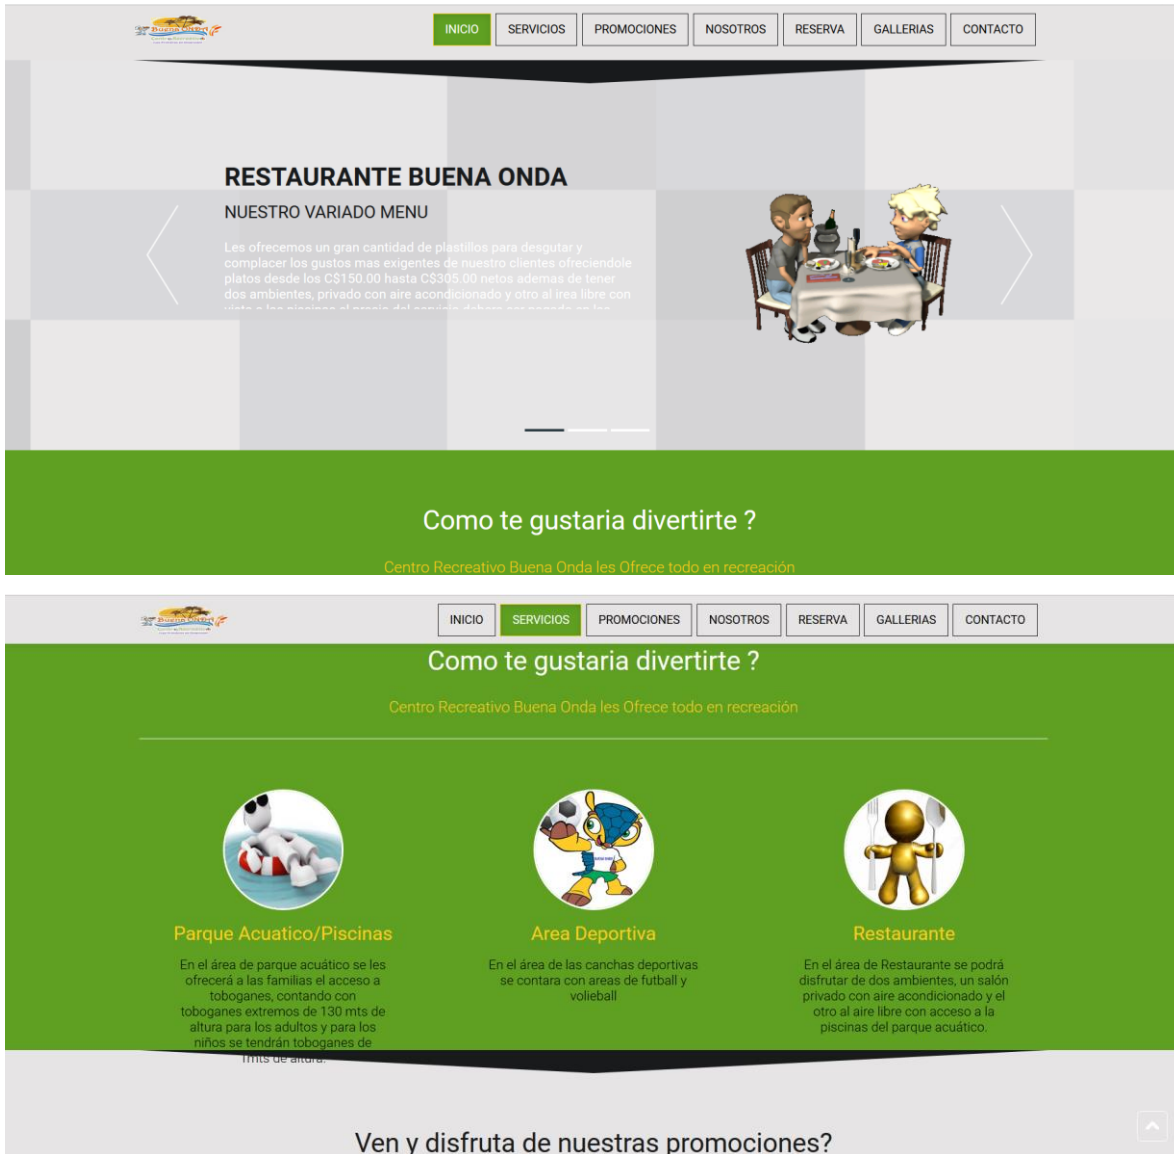 Buena ONDA
INICIO SERVICIOS PROMOCIONES NOSOTROS RESERVA GALLERIAS CONTACTO
RESTAURANTE BUENA ONDA
NUESTRO VARIADO MENU
Les ofrecemos un gran cantidad de plastillos para desgutar y
complacer los gustos mas exigentes de nuestro clientes ofreciendole
platos desde los C$150.00 hasta C$305.00 netos ademas de tener
dos ambientes, privado con aire acondicionado y otro al irea libre con
Como te gustaria divertirte ?
Centro Recreativo Buena Onda les Ofrece todo en recreación
Buena ONDA
INICIO SERVICIOS PROMOCIONES NOSOTROS RESERVA GALLERIAS CONTACTO
Como te gustaria divertirte ?
Centro Recreativo Buena Onda les Ofrece todo en recreación
Parque Acuatico/Piscinas
En el área de parque acuático se les
ofrecerá a las familias el acceso a
toboganes, contando con
toboganes extremos de 130 mts de
altura para los adultos y para los
niños se tendrán toboganes de
1mts de altura.
Area Deportiva
En el área de las canchas deportivas
se contara con areas de futball y
volieball
Restaurante
En el área de Restaurante se podrá
disfrutar de dos ambientes, un salón
privado con aire acondicionado y el
otro al aire libre con acceso a la
piscinas del parque acuático.
Ven y disfruta de nuestras promociones?